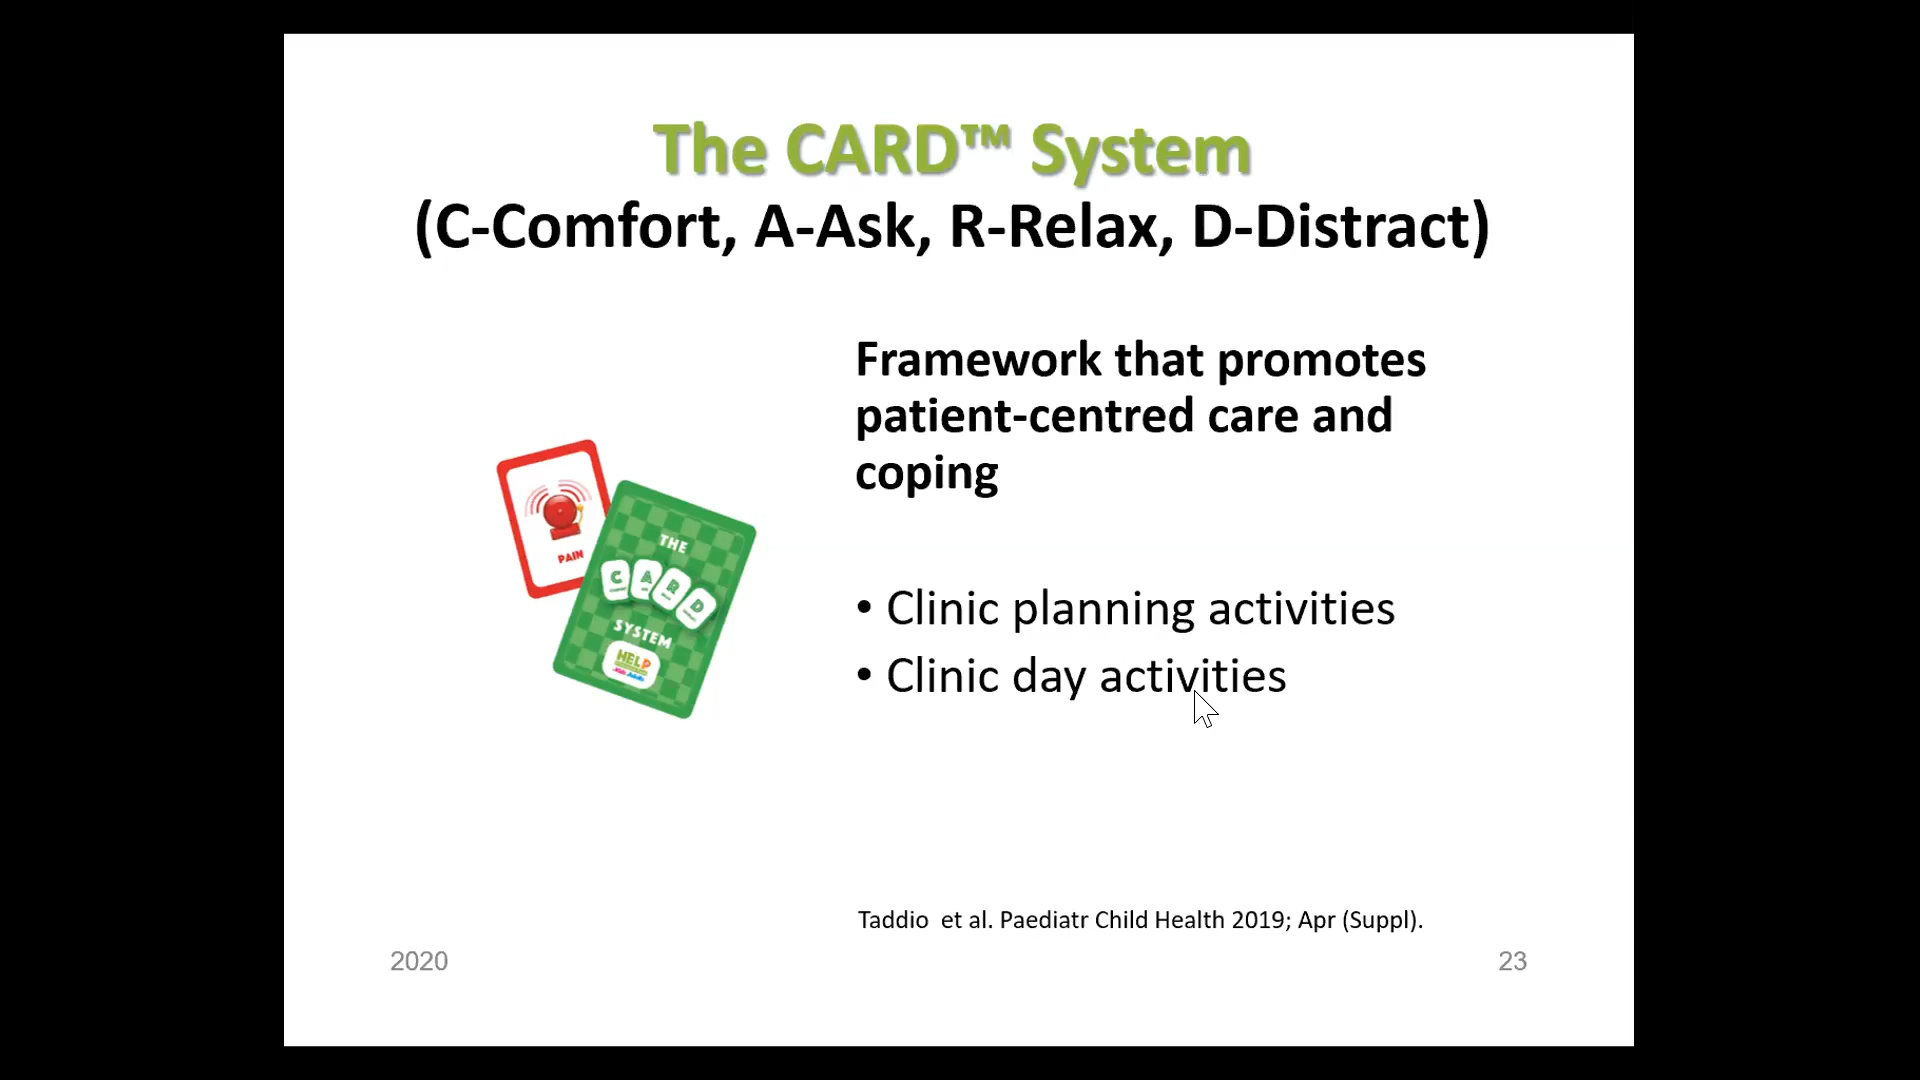 The CARD™ System
(C-Comfort, A-Ask, R-Relax, D-Distract)
Framework that promotes
patient-centred care and
coping
PAIN
THE
C A R D
SYSTEM
HELP
• Clinic planning activities
• Clinic day activities
Taddio et al. Paediatr Child Health 2019; Apr (Suppl).
2020
23